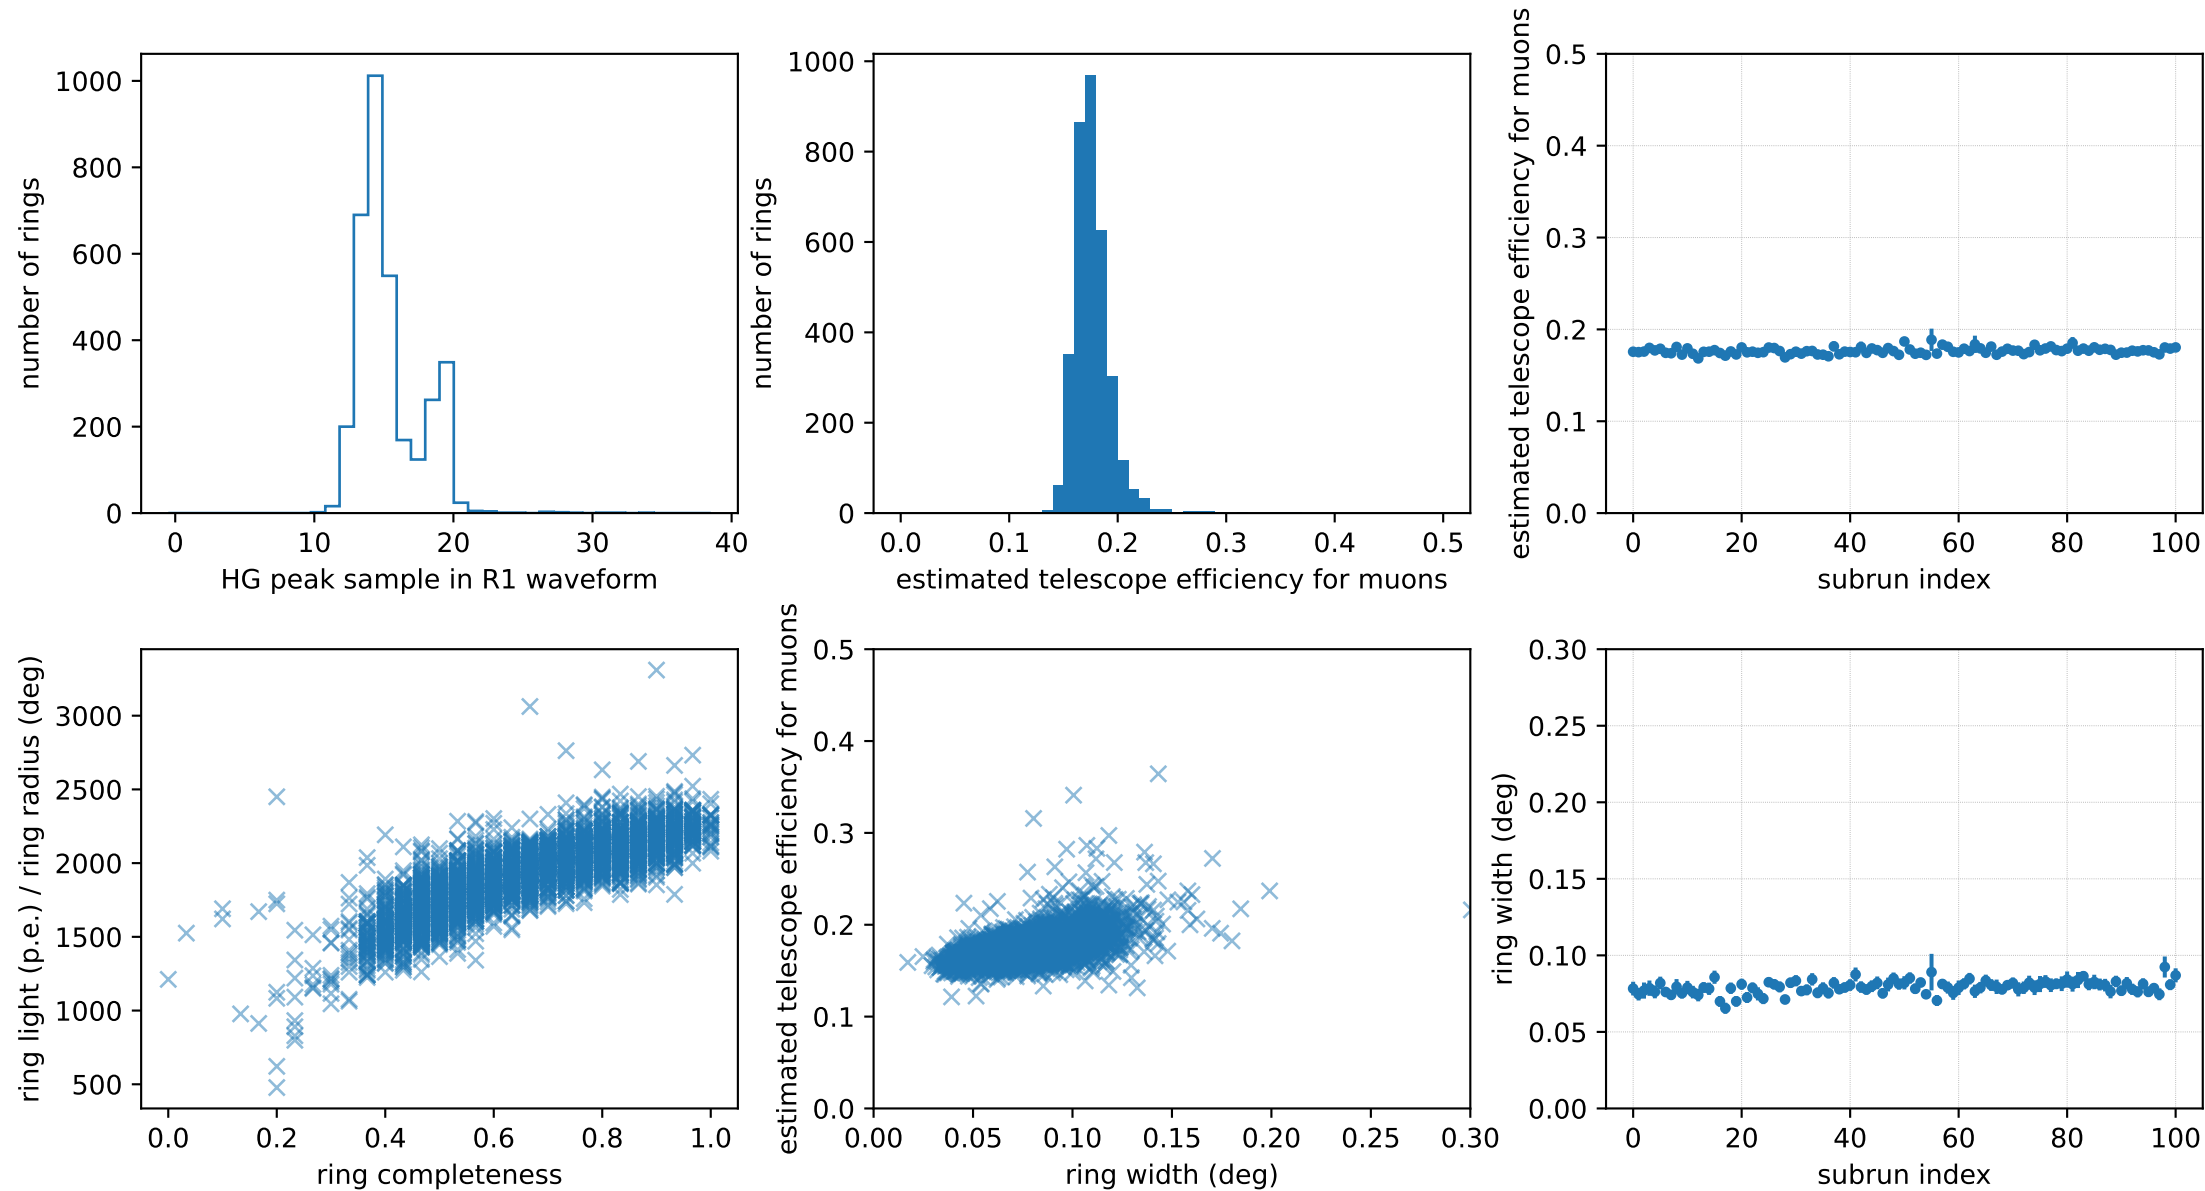 number of rings
1000
800
600
400
200
0
0 10 20 30 40
HG peak sample in R1 waveform
number of rings
1000
800
600
400
200
0
0.0 0.1 0.2 0.3 0.4 0.5
estimated telescope efficiency for muons
estimated telescope efficiency for muons
0.5
0.4
0.3
0.2
0.1
0.0
0 20 40 60 80 100
subrun index
ring light (p.e.) / ring radius (deg)
3000
2500
2000
1500
1000
500
0.0 0.2 0.4 0.6 0.8 1.0
ring completeness
estimated telescope efficiency for muons
0.5
0.4
0.3
0.2
0.1
0.0
0.00 0.05 0.10 0.15 0.20 0.25 0.30
ring width (deg)
ring width (deg)
0.30
0.25
0.20
0.15
0.10
0.05
0.00
0 20 40 60 80 100
subrun index